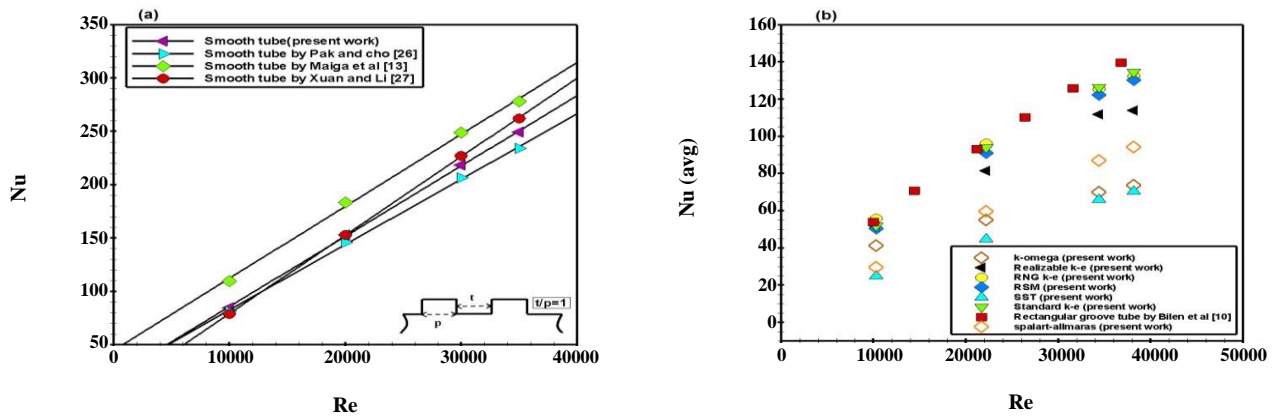 (a)
350
300
250
200
150
100
50
Nu
Smooth tube(present work)
Smooth tube by Pak and cho [26]
Smooth tube by Maiga et al [13]
Smooth tube by Xuan and Li [27]
t
t/p=1
p
10000 20000 30000 40000
Re
(b)
160
140
120
100
80
60
40
20
0
Nu (avg)
k-omega (present work)
Realizable k-e (present work)
RNG k-e (present work)
RSM (present work)
SST (present work)
Standard k-e (present work)
Rectangular groove tube by Bilen et al [10]
spalart-allmaras (present work)
0 10000 20000 30000 40000 50000
Re